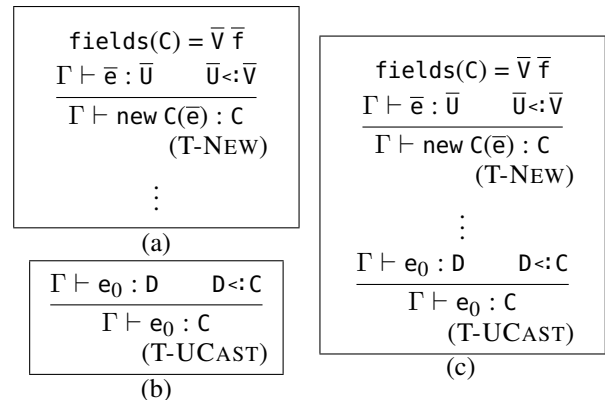 fields(C) = V̅ f̅
Γ ⊢ e̅ : U̅    U̅<:V̅
Γ ⊢ new C(e̅) : C
(T-NEW)
⋮
(a)
Γ ⊢ e₀ : D    D<:C
Γ ⊢ e₀ : C
(T-UCAST)
(b)
fields(C) = V̅ f̅
Γ ⊢ e̅ : U̅    U̅<:V̅
Γ ⊢ new C(e̅) : C
(T-NEW)
⋮
Γ ⊢ e₀ : D    D<:C
Γ ⊢ e₀ : C
(T-UCAST)
(c)